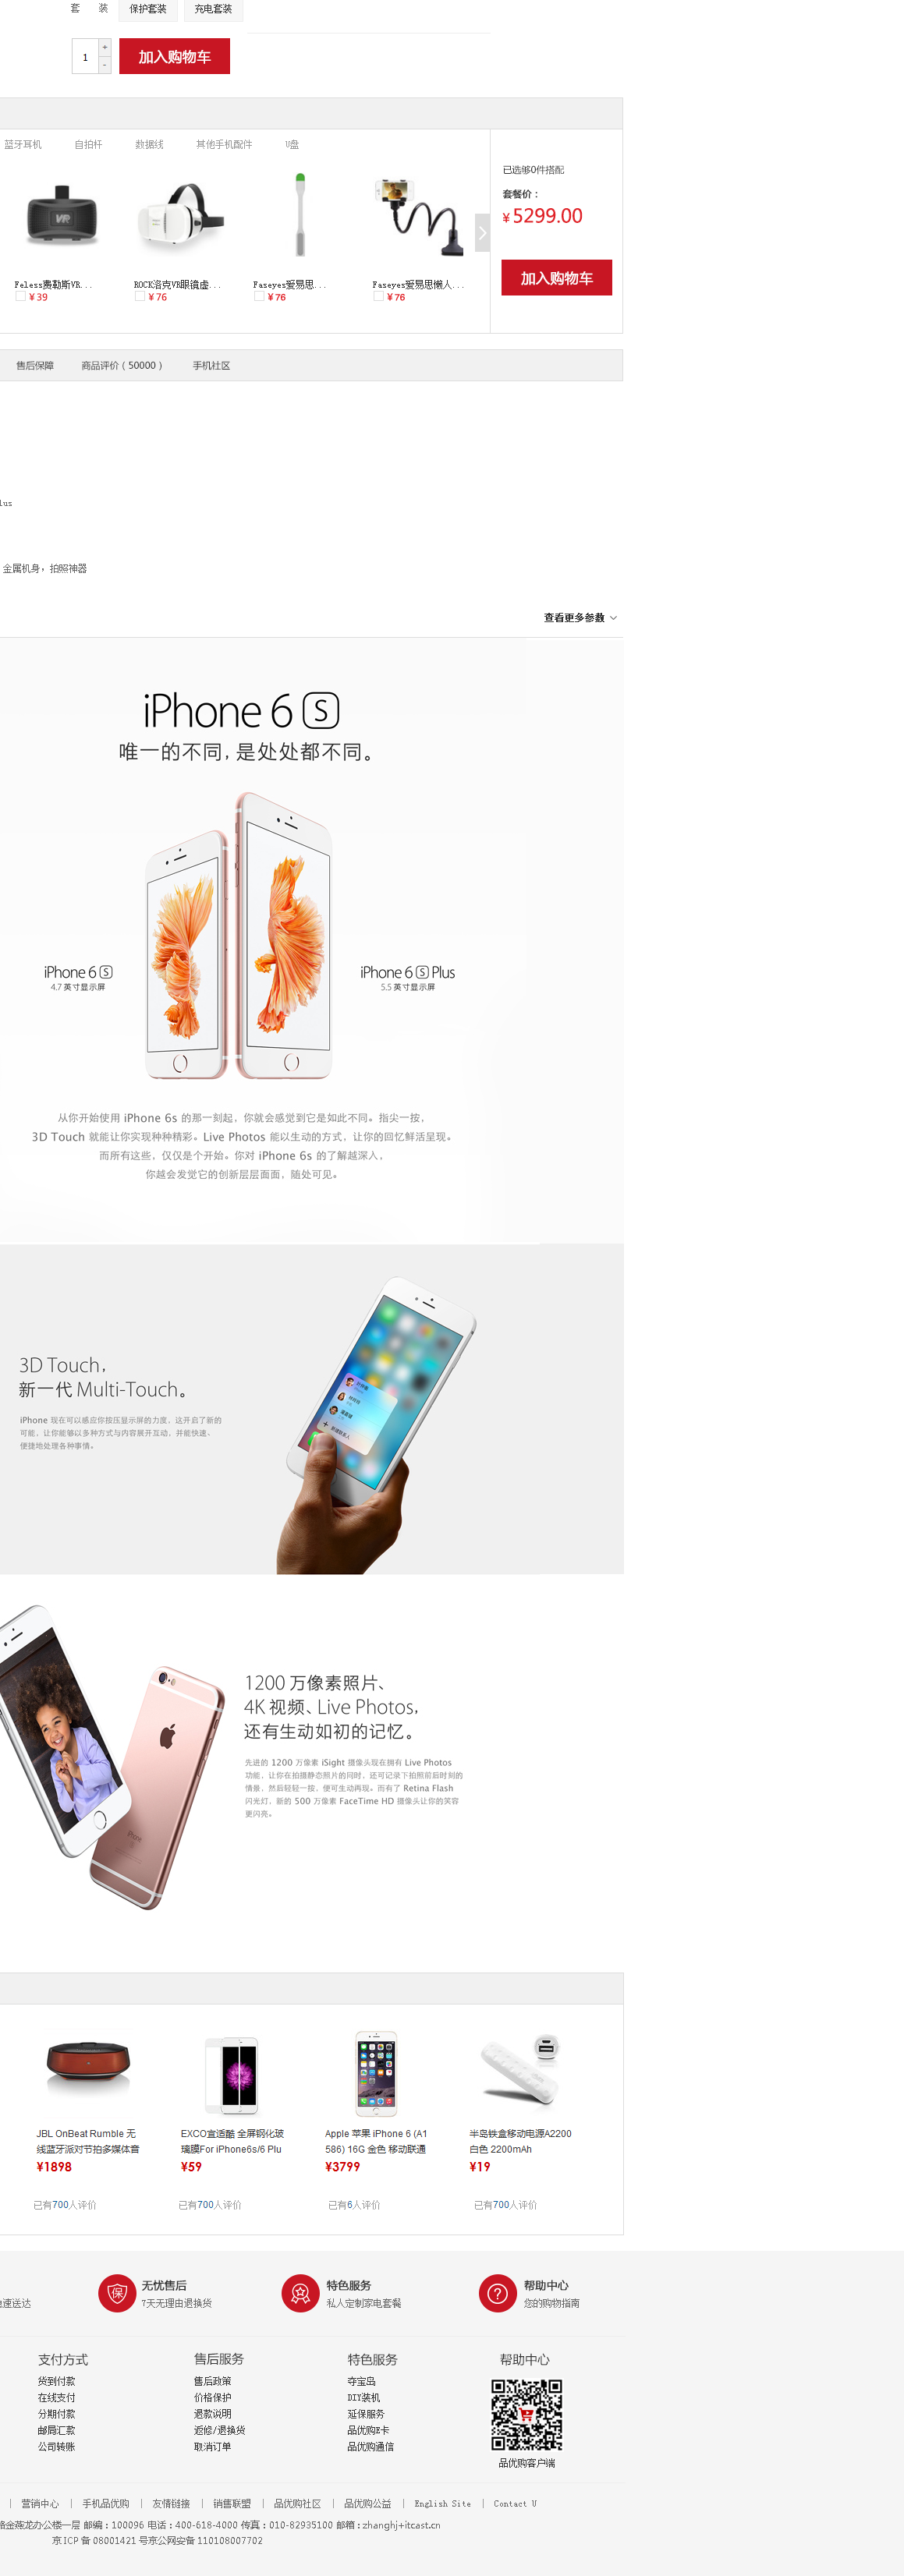 套 装 保护套装 充电套装
1 + - 加入购物车
蓝牙耳机 自拍杆 数据线 其他手机配件 U盘
已选购0件搭配
套餐价：
¥5299.00
加入购物车
Feless费勒斯VR... ROCK洛克VR眼镜虚... Faseyes爱易思... Faseyes爱易思懒人...
¥39 ¥76 ¥76 ¥76
售后保障 商品评价（50000） 手机社区
lus
金属机身，拍照神器
查看更多参数
iPhone 6 S
唯一的不同，是处处都不同。
iPhone 6 S
4.7 英寸显示屏
iPhone 6 S Plus
5.5 英寸显示屏
从你开始使用 iPhone 6s 的那一刻起，你就会感觉到它是如此不同。指尖一按，
3D Touch 就能让你实现种种精彩。Live Photos 能以生动的方式，让你的回忆鲜活呈现。
而所有这些，仅仅是个开始。你对 iPhone 6s 的了解越深入，
你越会发觉它的创新层层面面，随处可见。
3D Touch，
新一代 Multi-Touch。
iPhone 现在可以感应你按压显示屏的力度，这开启了新的
可能，让你能够以多种方式与内容展开互动，并能快速、
便捷地处理各种事情。
1200 万像素照片、
4K 视频、Live Photos，
还有生动如初的记忆。
先进的 1200 万像素 iSight 摄像头现在拥有 Live Photos
功能，让你在拍摄静态照片的同时，还可记录下拍照前后时刻的
情景，然后轻轻一按，便可生动再现。而有了 Retina Flash
闪光灯，新的 500 万像素 FaceTime HD 摄像头让你的笑容
更闪亮。
iPhone
JBL OnBeat Rumble 无 EXCO宜适酷 全屏钢化玻 Apple 苹果 iPhone 6 (A1 半岛铁盒移动电源A2200
线蓝牙派对节拍多媒体音 璃膜For iPhone6s/6 Plu 586) 16G 金色 移动联通 白色 2200mAh
¥1898 ¥59 ¥3799 ¥19
已有700人评价 已有700人评价 已有6人评价 已有700人评价
速送达
保 无忧售后
7天无理由退换货
特色服务
私人定制家电套餐
? 帮助中心
您的购物指南
支付方式 售后服务 特色服务 帮助中心
货到付款 售后政策 夺宝岛
在线支付 价格保护 DIY装机
分期付款 退款说明 延保服务
邮局汇款 返修/退换货 品优购E卡
公司转账 取消订单 品优购通信
品优购客户端
| 营销中心 | 手机品优购 | 友情链接 | 销售联盟 | 品优购社区 | 品优购公益 | English Site | Contact U
路金燕龙办公楼一层 邮编：100096 电话：400-618-4000 传真：010-82935100 邮箱：zhanghj+itcast.cn
京ICP 备 08001421 号京公网安备 110108007702